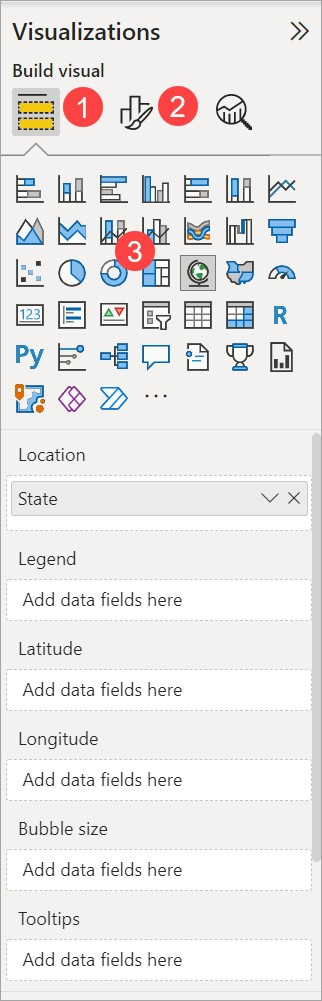 Visualizations
Build visual
1
2
3
123
R
Py
...
Location
State
Legend
Add data fields here
Latitude
Add data fields here
Longitude
Add data fields here
Bubble size
Add data fields here
Tooltips
Add data fields here